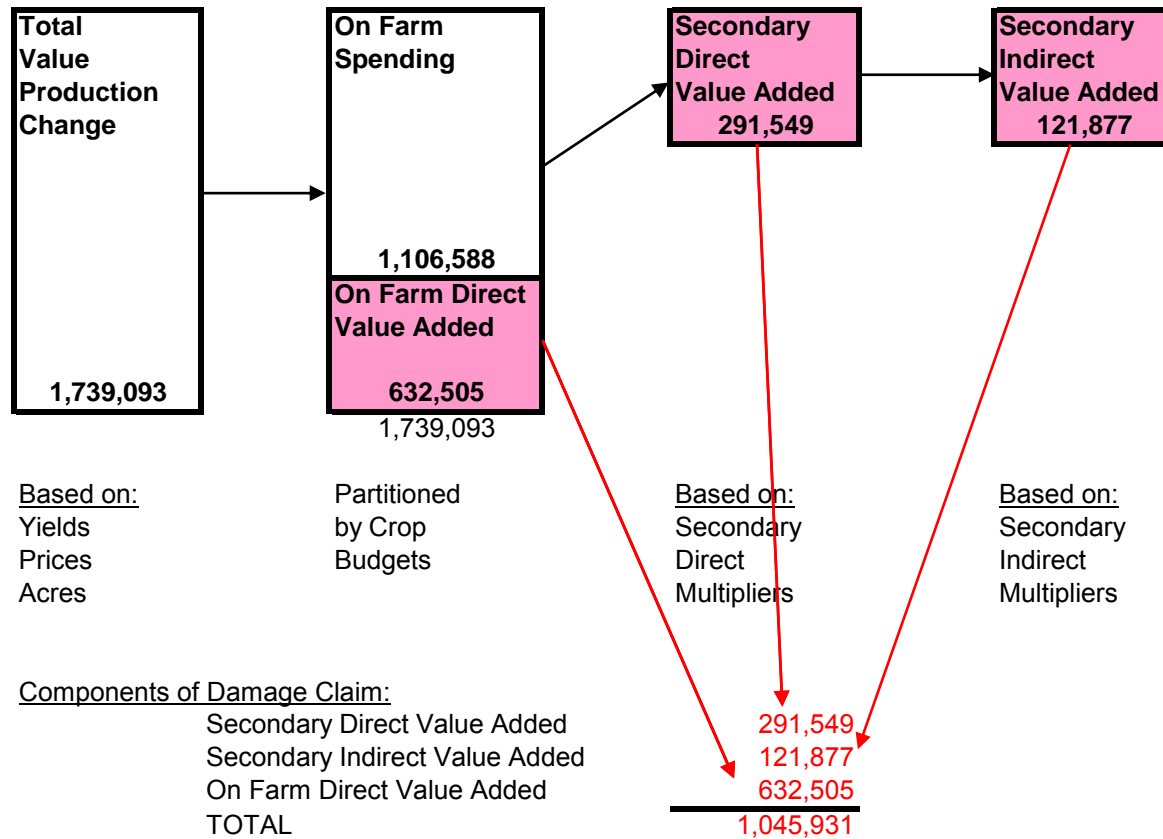 Total
Value
Production
Change
1,739,093
On Farm
Spending
1,106,588
On Farm Direct
Value Added
632,505
1,739,093
Secondary
Direct
Value Added
291,549
Secondary
Indirect
Value Added
121,877
Based on:
Yields
Prices
Acres
Partitioned
by Crop
Budgets
Based on:
Secondary
Direct
Multipliers
Based on:
Secondary
Indirect
Multipliers
Components of Damage Claim:
Secondary Direct Value Added 291,549
Secondary Indirect Value Added 121,877
On Farm Direct Value Added 632,505
TOTAL 1,045,931